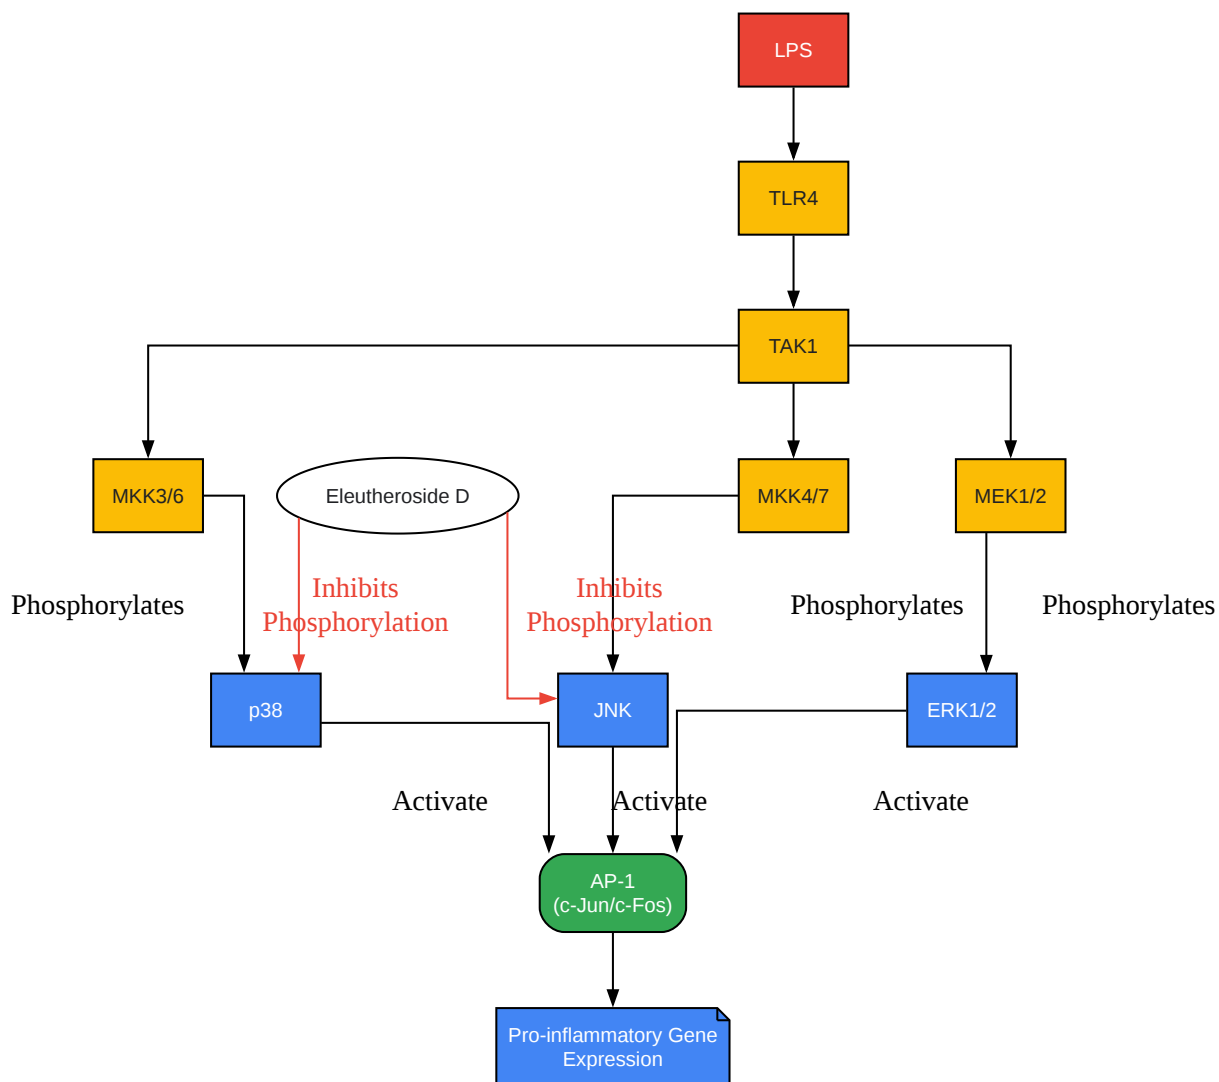 LPS
TLR4
TAK1
MKK3/6
Eleutheroside D
MKK4/7
MEK1/2
Phosphorylates
Inhibits
Phosphorylation
Inhibits
Phosphorylation
Phosphorylates
Phosphorylates
p38
JNK
ERK1/2
Activate
Activate
Activate
AP-1
(c-Jun/c-Fos)
Pro-inflammatory Gene
Expression